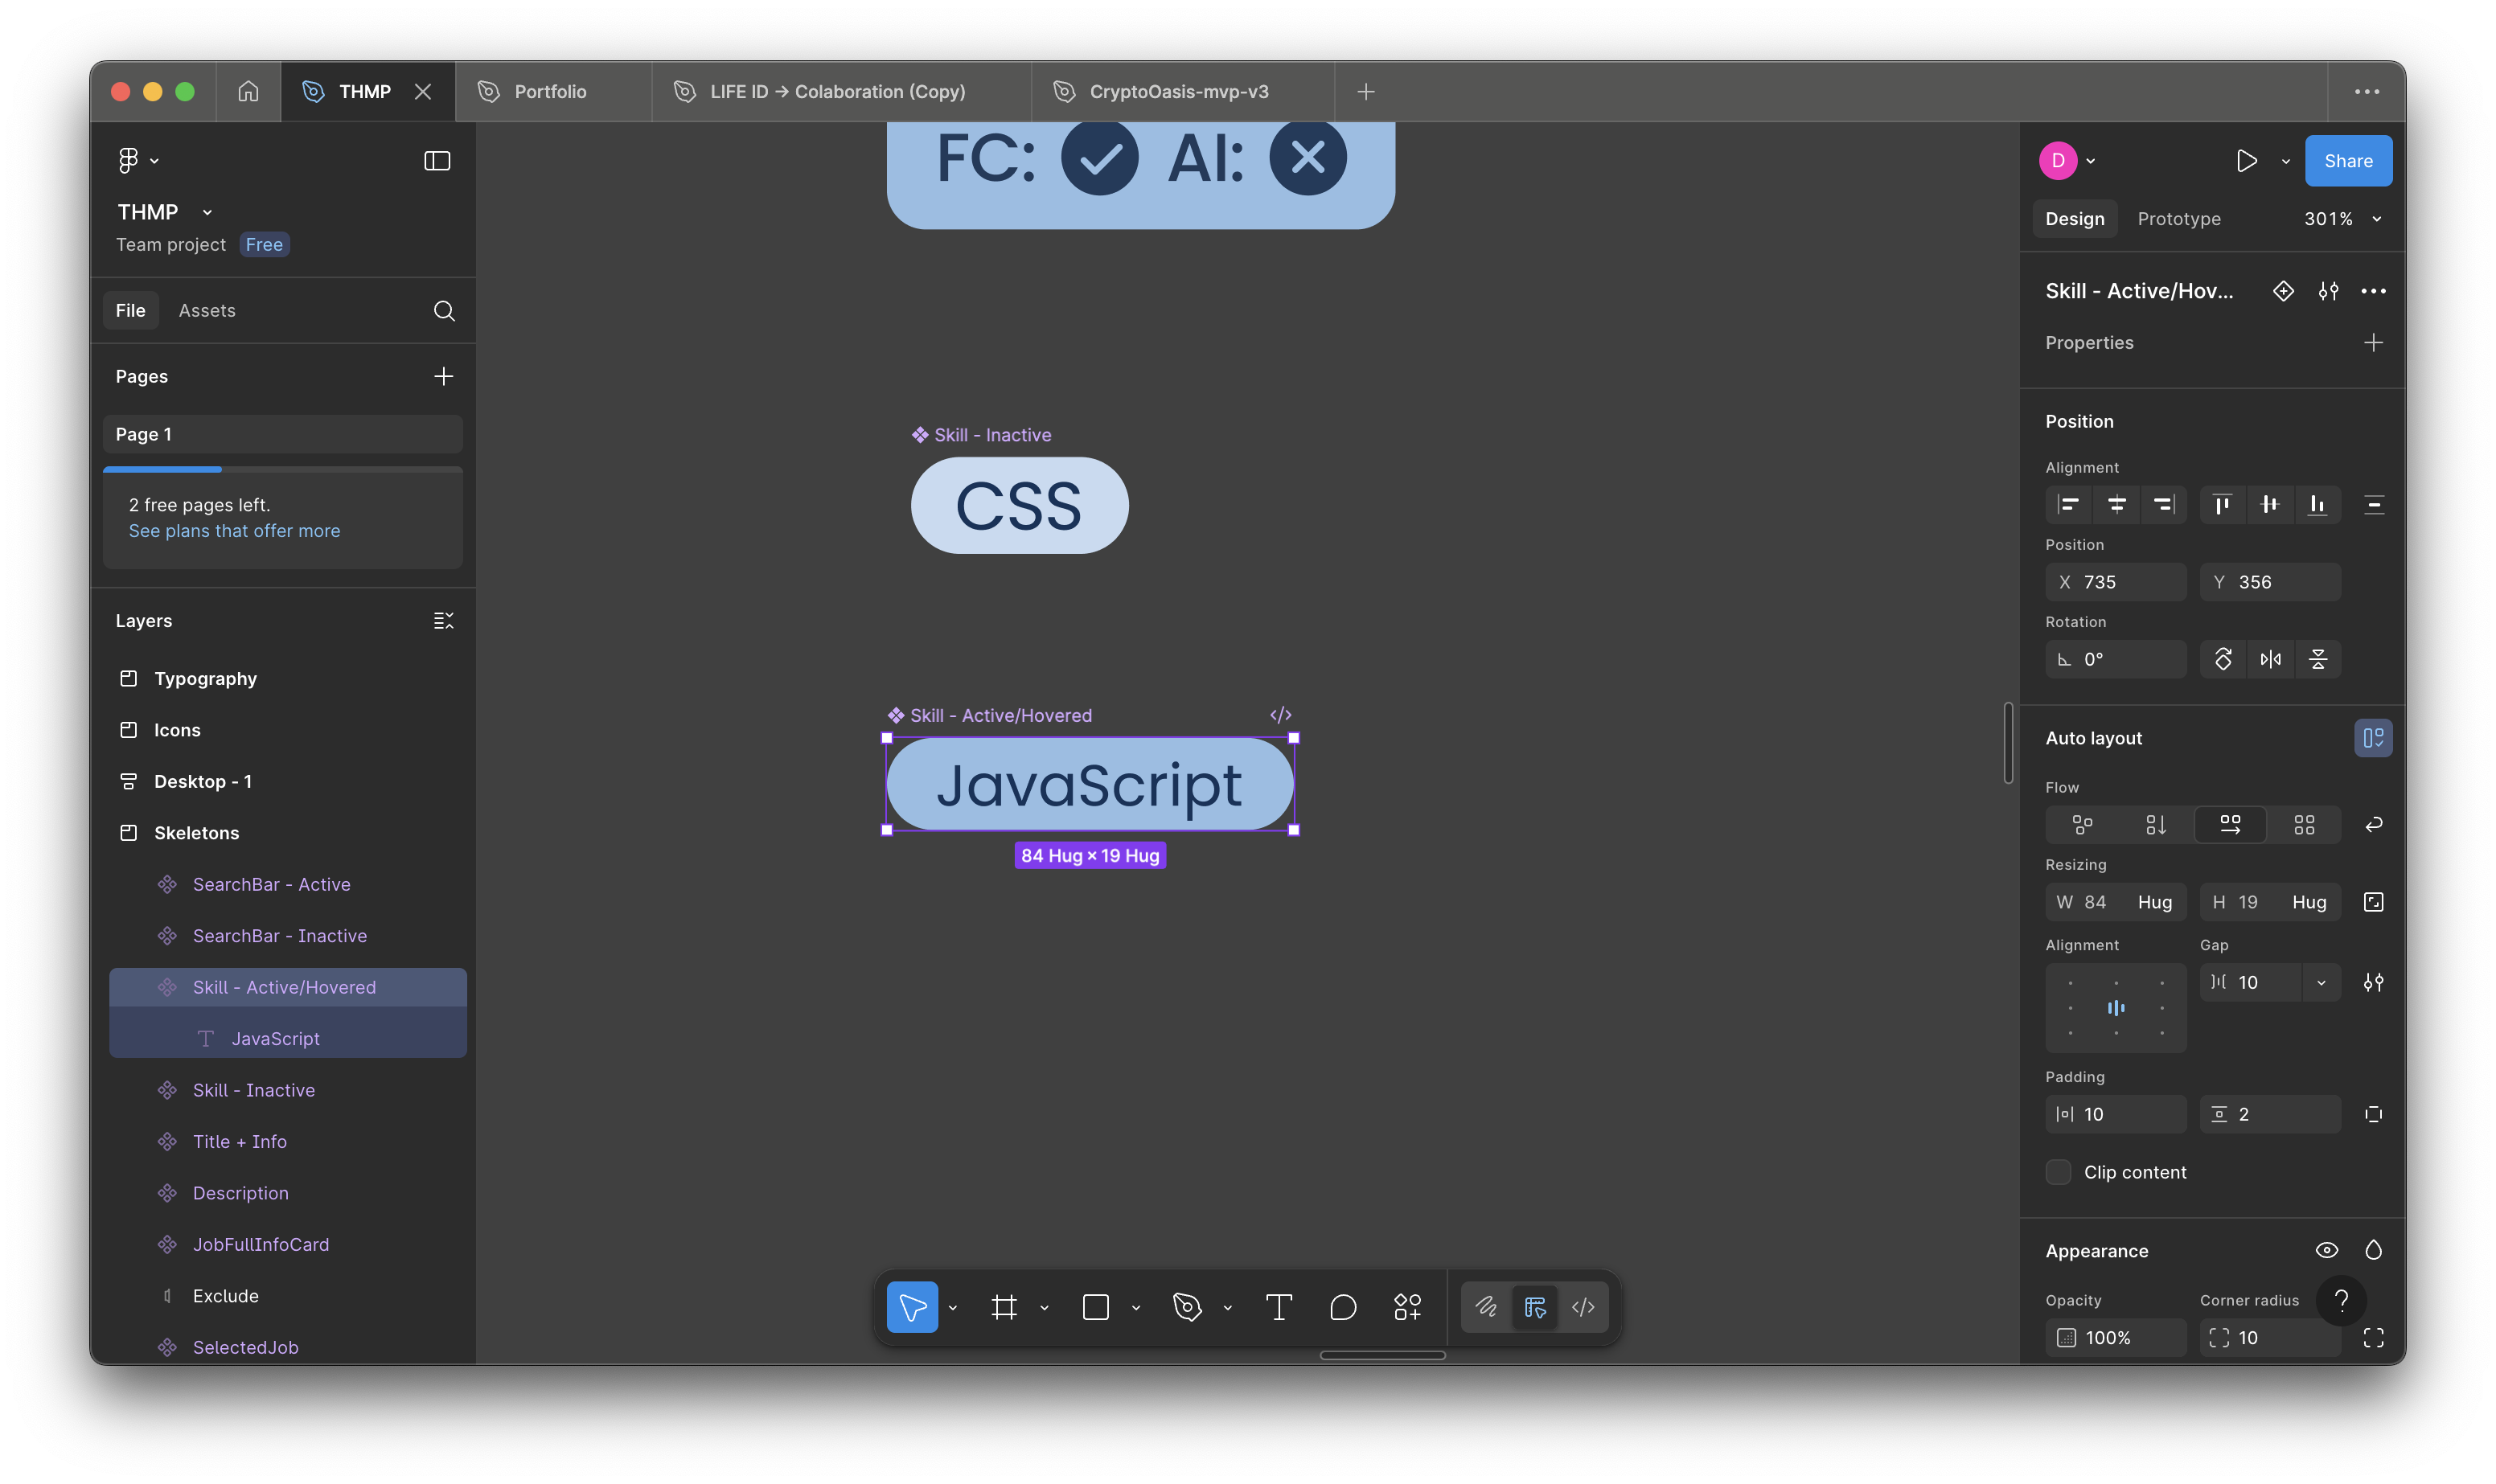 THMP
Portfolio
LIFE ID → Colaboration (Copy)
CryptoOasis-mvp-v3
THMP
Team project Free
File Assets
Pages
Page 1
2 free pages left.
See plans that offer more
Layers
Typography
Icons
Desktop - 1
Skeletons
SearchBar - Active
SearchBar - Inactive
Skill - Active/Hovered
JavaScript
Skill - Inactive
Title + Info
Description
JobFullInfoCard
Exclude
SelectedJob
FC: AI:
Skill - Inactive
CSS
Skill - Active/Hovered
JavaScript
84 Hug × 19 Hug
D
Share
Design Prototype 301%
Skill - Active/Hov...
Properties
Position
Alignment
Position
X 735 Y 356
Rotation
0°
Auto layout
Flow
Resizing
W 84 Hug H 19 Hug
Alignment Gap
10
Padding
10 2
Clip content
Appearance
Opacity Corner radius
100% 10
?